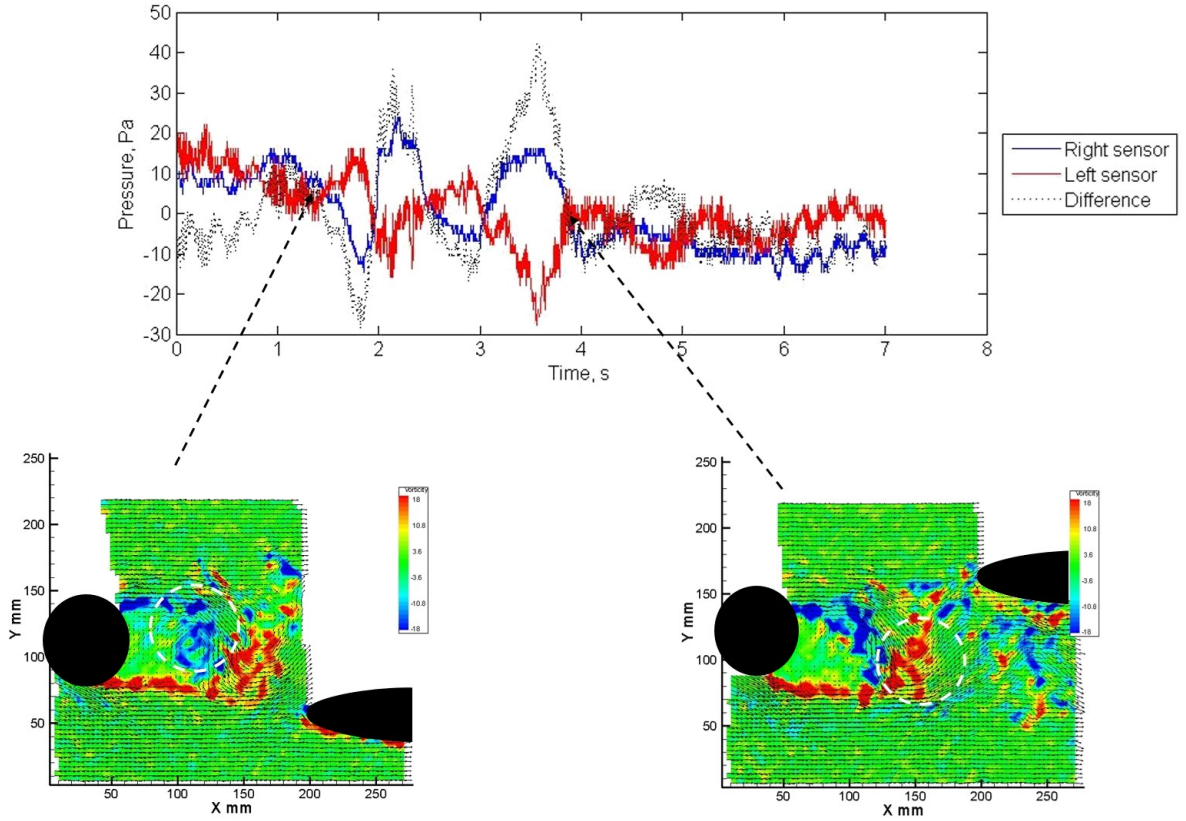 50
40
30
20
10
0
-10
-20
-30
Pressure, Pa
0 1 2 3 4 5 6 7 8
Time, s
Right sensor
Left sensor
Difference
250
200
150
100
50
Y mm
50 100 150 200 250
X mm
Vorticity
18
10.8
3.6
-3.6
-10.8
-18
250
200
150
100
50
Y mm
50 100 150 200 250
X mm
Vorticity
18
10.8
3.6
-3.6
-10.8
-18